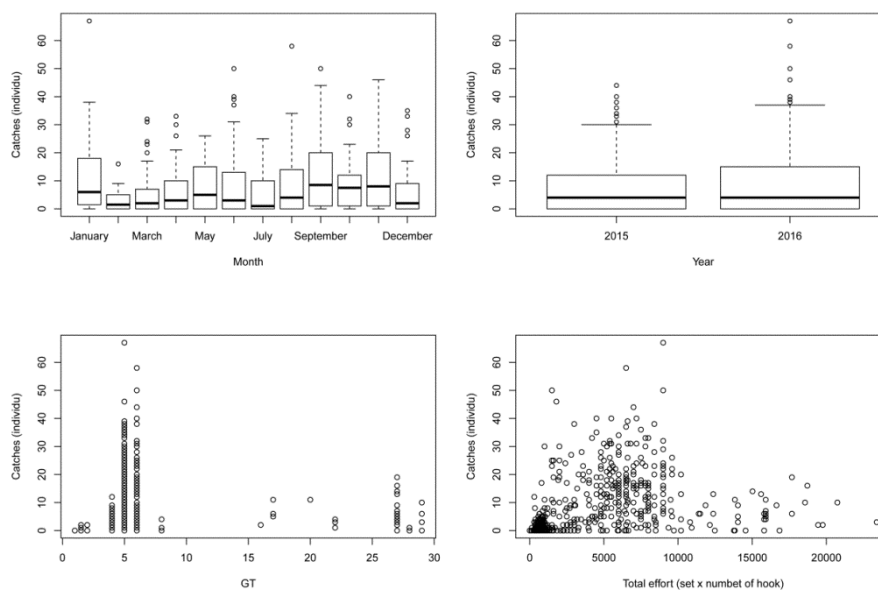 Catches (individu)
60
50
40
30
20
10
0
January March May July September December
Month
Catches (individu)
60
50
40
30
20
10
0
2015 2016
Year
Catches (individu)
60
50
40
30
20
10
0
0 5 10 15 20 25 30
GT
Catches (individu)
60
50
40
30
20
10
0
0 5000 10000 15000 20000
Total effort (set x numbet of hook)